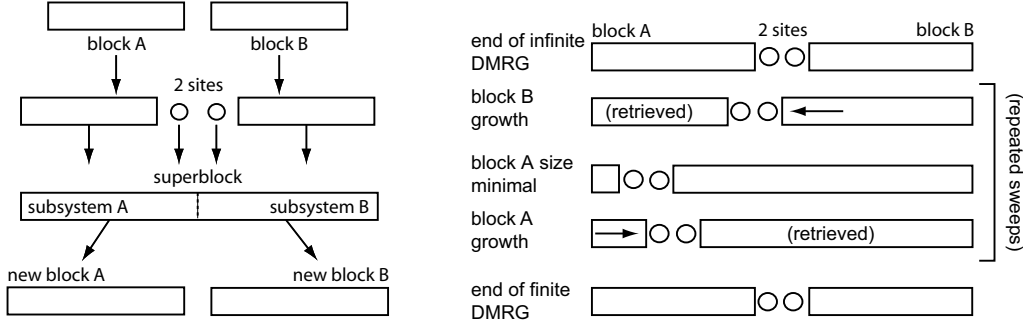 block A
block B
2 sites
superblock
subsystem A
subsystem B
new block A
new block B
block A
2 sites
block B
end of infinite
DMRG
block B
growth
(retrieved)
block A size
minimal
block A
growth
(retrieved)
end of finite
DMRG
(repeated sweeps)